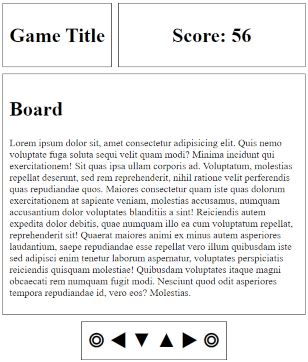 Game Title
Score: 56
Board
Lorem ipsum dolor sit, amet consectetur adipisicing elit. Quis nemo
voluptate fuga soluta sequi velit quam modi? Minima incidunt qui
exercitationem! Sit quas ipsa ullam corporis ad. Voluptatum, molestias
repellat deserunt, sed rem reprehenderit, nihil ratione velit perferendis
quas repudiandae quos. Maiores consectetur quam iste quas dolorum
exercitationem at sapiente veniam, molestias accusamus, numquam
accusantium dolor voluptates blanditiis a sint! Reiciendis autem
expedita dolor debitis, quae numquam illo ea cum voluptatum repellat,
reprehenderit sit! Quaerat maiores animi ex minus autem asperiores
laudantium, saepe repudiandae esse repellat vero illum quibusdam iste
sed adipisci enim tenetur laborum aspernatur, voluptates perspiciatis
reiciendis quisquam molestiae! Quibusdam voluptates itaque magni
obcaecati rem numquam fugit modi. Nesciunt quod odit asperiores
tempora repudiandae id, vero eos? Molestias.